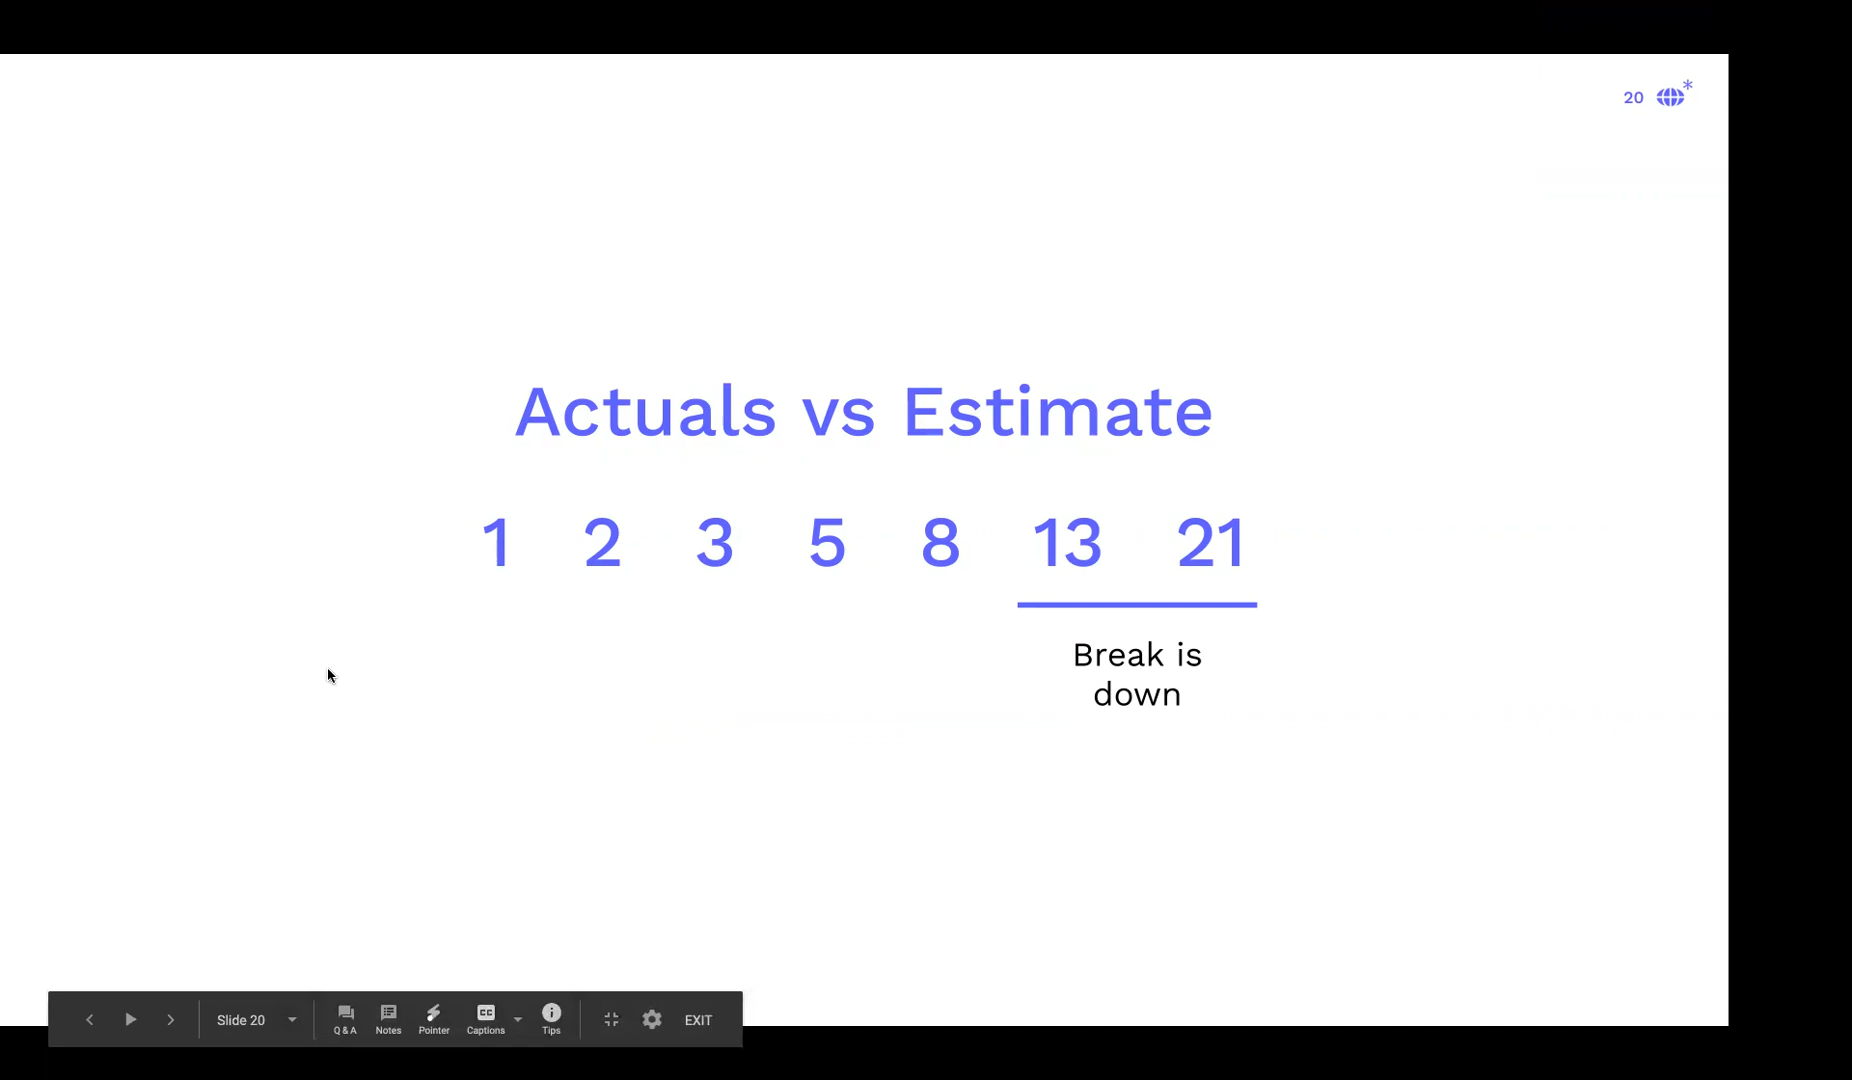 20 *
Actuals vs Estimate
1 2 3 5 8 13 21
Break is
down
Slide 20 Q & A Notes Pointer CC Captions Tips EXIT